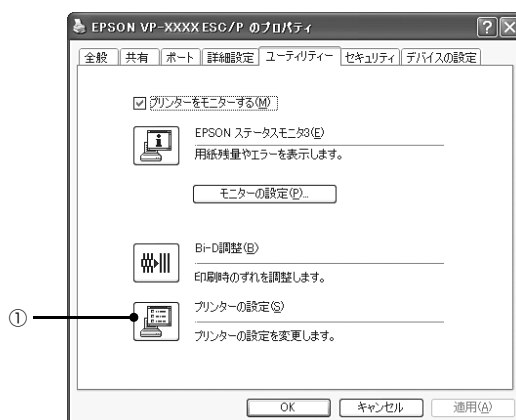 EPSON VP-XXXX ESC/P のプロパティ
全般 共有 ポート 詳細設定 ユーティリティー セキュリティ デバイスの設定
プリンターをモニターする(M)
EPSON ステータスモニタ3(E)
用紙残量やエラーを表示します。
モニターの設定(P)...
Bi-D調整(B)
印刷時のずれを調整します。
①
プリンターの設定(S)
プリンターの設定を変更します。
OK キャンセル 適用(A)